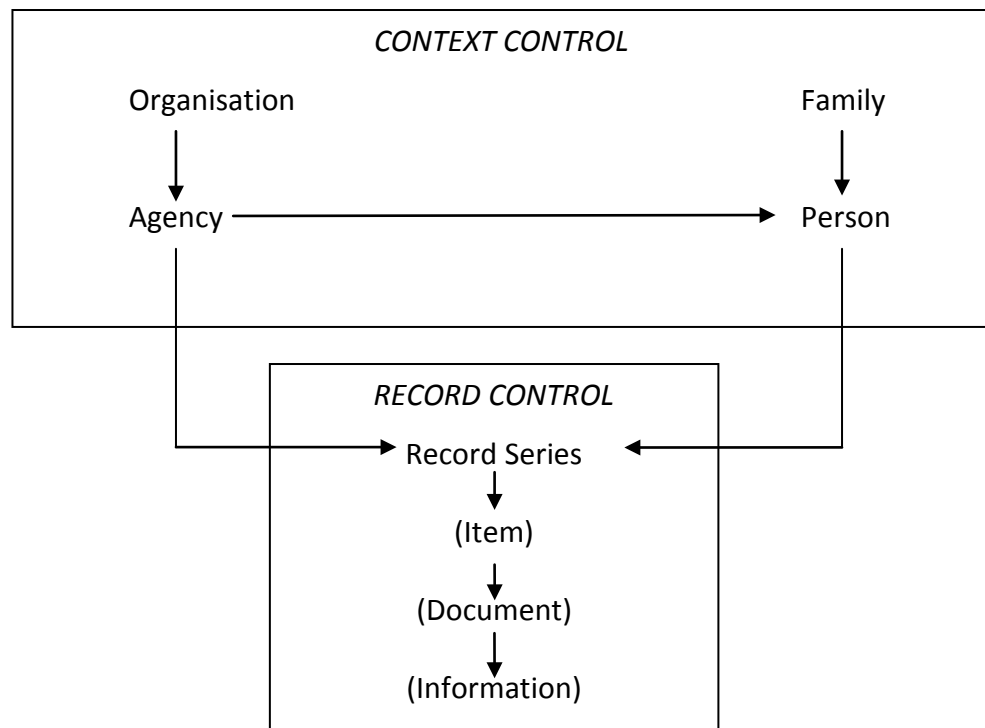 CONTEXT CONTROL
Organisation Family
Agency Person
RECORD CONTROL
Record Series
(Item)
(Document)
(Information)